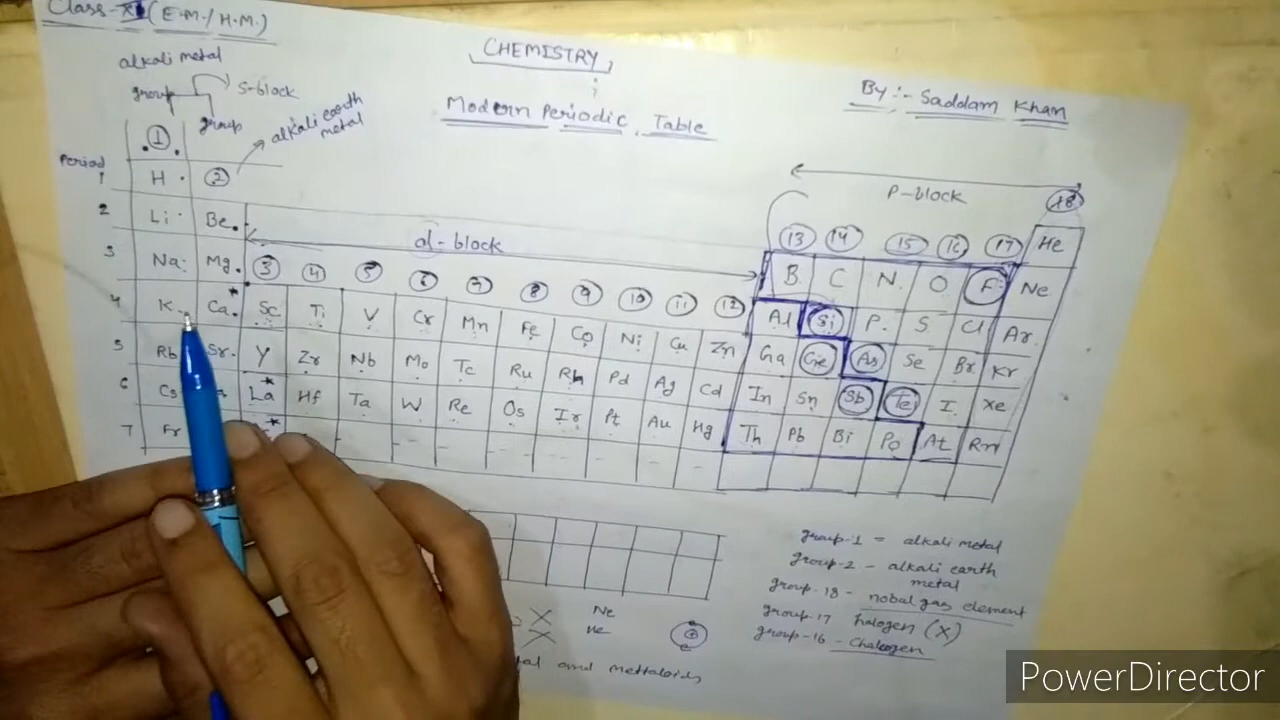 Class-X (E.M./H.M.)
CHEMISTRY
Modern Periodic Table
By:- Saddam Khan
alkali metal
group
S-block
group
alkali earth
metal
Period
1
P-block
18
1 H 2 He
2 Li Be d-block 13 14 15 16 17
B C N O F Ne
3 Na Mg 3 4 5 6 7 8 9 10 11 12 Al Si P S Cl Ar
4 K Ca* Sc Ti V Cr Mn Fe Co Ni Cu Zn Ga Ge As Se Br Kr
5 Rb Sr Y Zr Nb Mo Tc Ru Rh Pd Ag Cd In Sn Sb Te I Xe
6 Cs La* Hf Ta W Re Os Ir Pt Au Hg Th Pb Bi Po At Rn
7 Fr
group-1 = alkali metal
group-2 - alkali earth
metal
group-18 - nobal gas element
group-17 halogen (X)
group-16 - Chalcogen
Ne
He
e
and mettaloids
PowerDirector